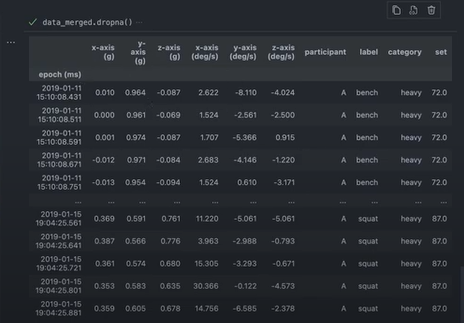 data_merged.dropna()
x-axis (g) y-axis (g) z-axis (g) x-axis (deg/s) y-axis (deg/s) z-axis (deg/s) participant label category set
epoch (ms)
2019-01-11 15:10:08.431 0.010 0.964 -0.087 2.622 -8.110 -4.024 A bench heavy 72.0
2019-01-11 15:10:08.511 0.000 0.961 -0.069 1.524 -2.561 -2.500 A bench heavy 72.0
2019-01-11 15:10:08.591 0.001 0.974 -0.087 1.707 -5.366 0.915 A bench heavy 72.0
2019-01-11 15:10:08.671 -0.012 0.971 -0.084 2.683 -4.146 -1.220 A bench heavy 72.0
2019-01-11 15:10:08.751 -0.013 0.954 -0.094 1.524 0.610 -3.171 A bench heavy 72.0
... ... ... ... ... ... ... ... ... ... ...
2019-01-15 19:04:25.561 0.369 0.591 0.761 11.220 -5.061 -5.061 A squat heavy 87.0
2019-01-15 19:04:25.641 0.387 0.566 0.776 3.963 -2.988 -0.793 A squat heavy 87.0
2019-01-15 19:04:25.721 0.361 0.574 0.680 15.305 -3.293 -0.671 A squat heavy 87.0
2019-01-15 19:04:25.801 0.353 0.583 0.635 30.366 -0.122 -4.573 A squat heavy 87.0
2019-01-15 19:04:25.881 0.359 0.605 0.678 14.756 -6.585 -2.378 A squat heavy 87.0